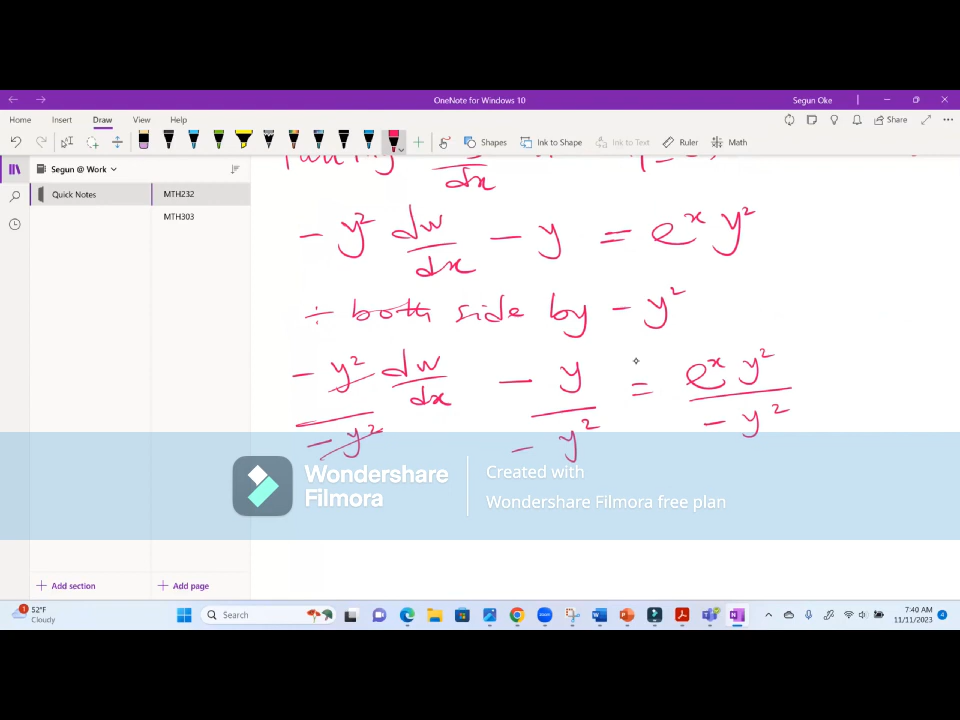 OneNote for Windows 10
Segun Oke
Home Insert Draw View Help
Share
Shapes Ink to Shape Ink to Text Ruler Math
Segun @ Work
Quick Notes
MTH232
MTH303
dx
- y² dw/dx - y = eˣ y²
÷ both side by - y²
- y² dw/dx / - y² - y / - y² = eˣ y² / - y²
Wondershare
Filmora
Created with
Wondershare Filmora free plan
+ Add section + Add page
1
52°F
Cloudy
Search
7:40 AM
11/11/2023
4